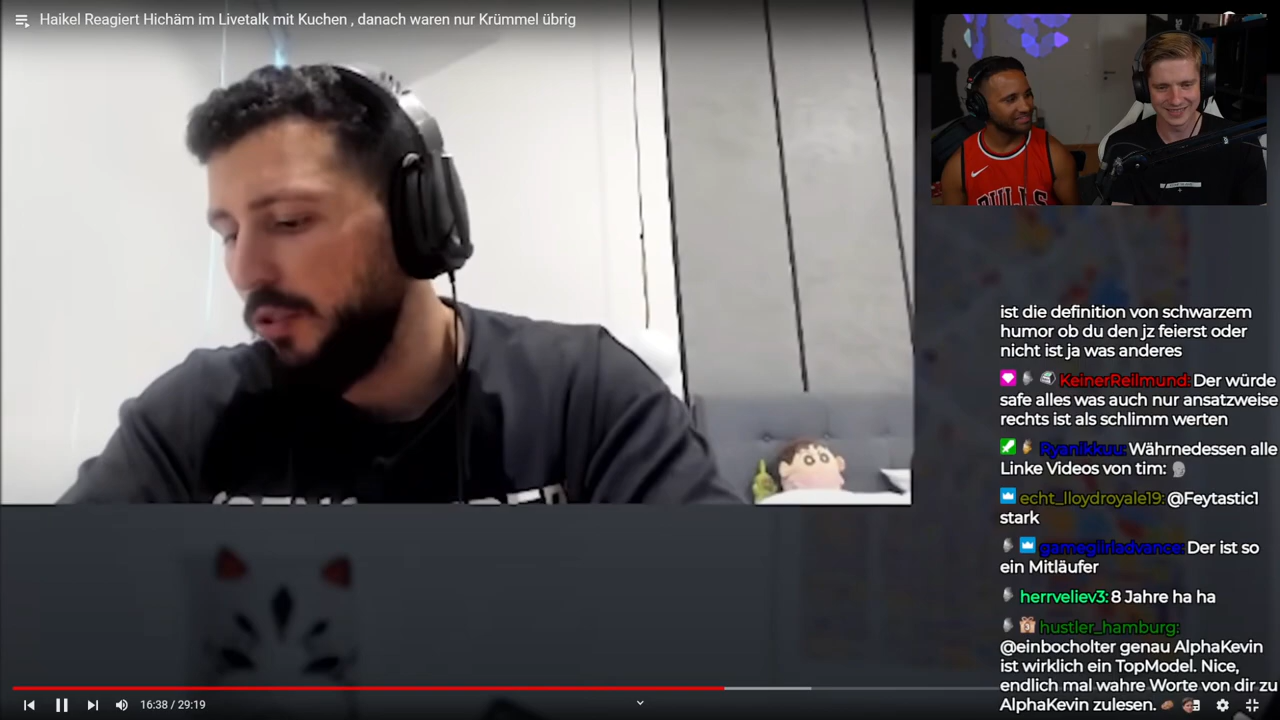 Haikel Reagiert Hichäm im Livetalk mit Kuchen , danach waren nur Krümmel übrig
BULLS
ist die definition von schwarzem
humor ob du den jz feierst oder
nicht ist ja was anderes
KeinerReilmund: Der würde
safe alles was auch nur ansatzweise
rechts ist als schlimm werten
Ryanikkuu: Währnedessen alle
Linke Videos von tim:
echt_lloydroyale19: @Feytastic1
stark
gamegilriadvance: Der ist so
ein Mitläufer
herrveliev3: 8 Jahre ha ha
hustler_hamburg:
@einbocholter genau AlphaKevin
ist wirklich ein TopModel. Nice,
endlich mal wahre Worte von dir zu
AlphaKevin zulesen.
16:38 / 29:19